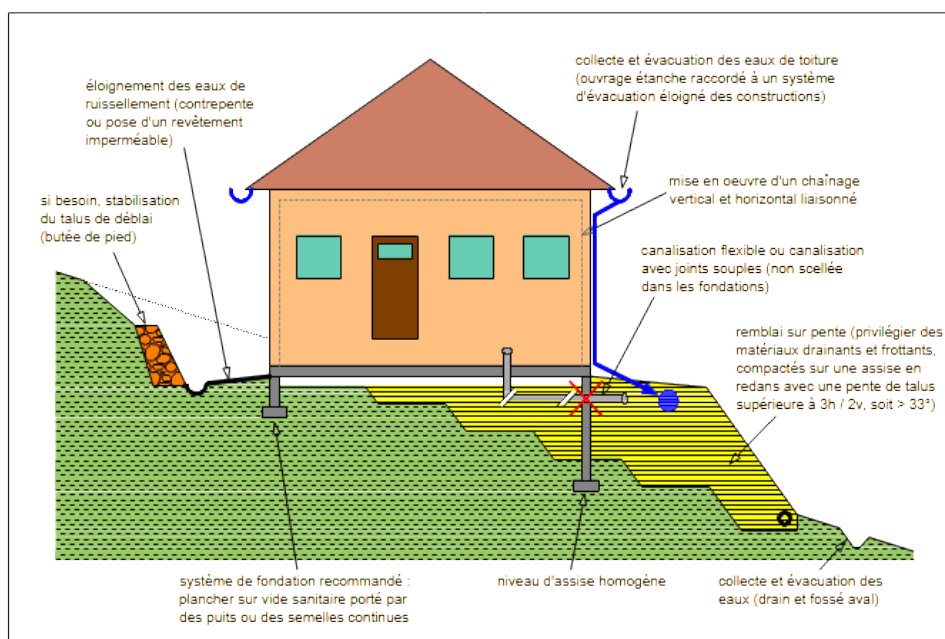 collecte et évacuation des eaux de toiture
(ouvrage étanche raccordé à un système
d'évacuation éloigné des constructions)
éloignement des eaux de
ruissellement (contrepente
ou pose d'un revêtement
imperméable)
mise en oeuvre d'un chaînage
vertical et horizontal liaisonné
si besoin, stabilisation
du talus de déblai
(butée de pied)
canalisation flexible ou canalisation
avec joints souples (non scellée
dans les fondations)
remblai sur pente (privilégier des
matériaux drainants et frottants,
compactés sur une assise en
redans avec une pente de talus
supérieure à 3h / 2v, soit > 33°)
système de fondation recommandé :
plancher sur vide sanitaire porté par
des puits ou des semelles continues
niveau d'assise homogène
collecte et évacuation des
eaux (drain et fossé aval)